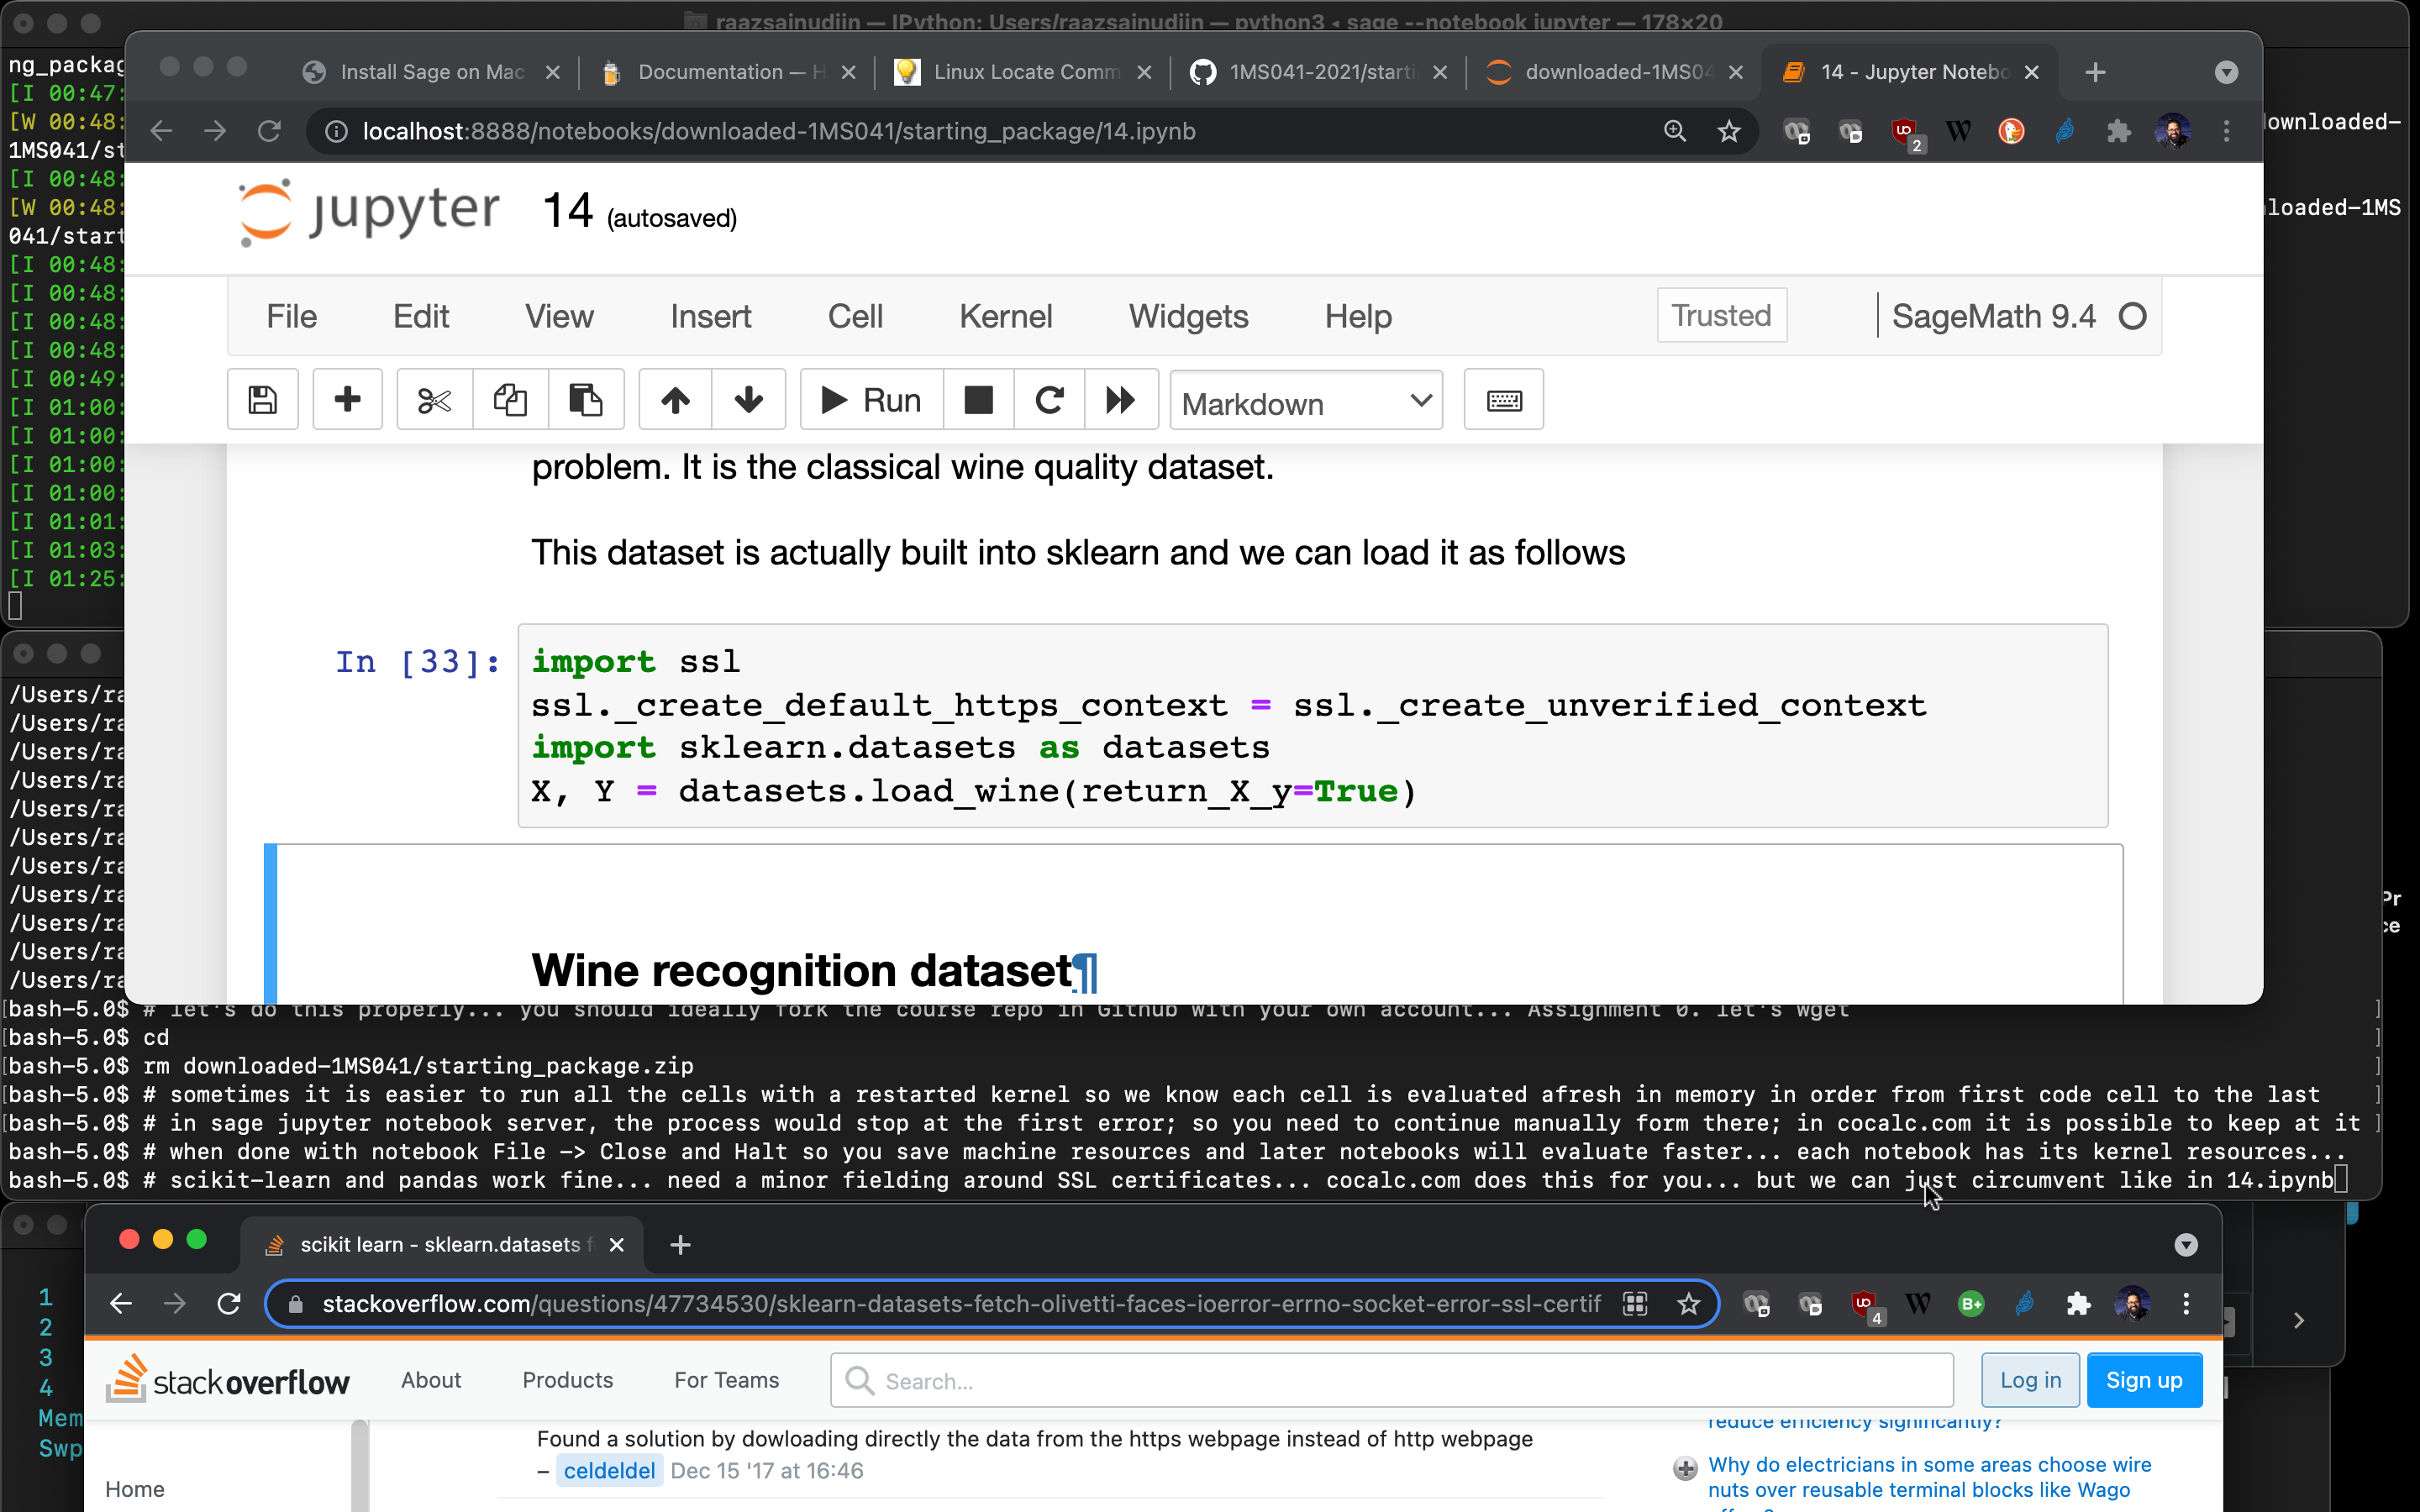 raazsainudiin — IPython: Users/raazsainudiin — python3 ◂ sage --notebook jupyter — 178×20
ng_packag
[I 00:47:
[W 00:48: ownloaded-
1MS041/st
[I 00:48:
[W 00:48: loaded-1MS
041/start
[I 00:48:
[I 00:48:
[I 00:48:
[I 00:48:
[I 00:49:
[I 01:00:
[I 01:00:
[I 01:00:
[I 01:00:
[I 01:01:
[I 01:03:
[I 01:25:
Install Sage on Mac
Documentation — H
Linux Locate Comm
1MS041-2021/starti
downloaded-1MS04
14 - Jupyter Notebo
localhost:8888/notebooks/downloaded-1MS041/starting_package/14.ipynb
2
jupyter 14 (autosaved)
File Edit View Insert Cell Kernel Widgets Help Trusted SageMath 9.4
Run Markdown
problem. It is the classical wine quality dataset.
This dataset is actually built into sklearn and we can load it as follows
In [33]: import ssl
ssl._create_default_https_context = ssl._create_unverified_context
import sklearn.datasets as datasets
X, Y = datasets.load_wine(return_X_y=True)
Wine recognition dataset¶
/Users/ra
/Users/ra
/Users/ra
/Users/ra
/Users/ra
/Users/ra
/Users/ra
/Users/ra
/Users/ra
/Users/ra
/Users/ra
Pr
ce
[bash-5.0$ # let's do this properly... you should ideally fork the course repo in Github with your own account... Assignment 0. let's wget ]
[bash-5.0$ cd ]
[bash-5.0$ rm downloaded-1MS041/starting_package.zip ]
[bash-5.0$ # sometimes it is easier to run all the cells with a restarted kernel so we know each cell is evaluated afresh in memory in order from first code cell to the last ]
[bash-5.0$ # in sage jupyter notebook server, the process would stop at the first error; so you need to continue manually form there; in cocalc.com it is possible to keep at it ]
bash-5.0$ # when done with notebook File -> Close and Halt so you save machine resources and later notebooks will evaluate faster... each notebook has its kernel resources...
bash-5.0$ # scikit-learn and pandas work fine... need a minor fielding around SSL certificates... cocalc.com does this for you... but we can just circumvent like in 14.ipynb
scikit learn - sklearn.datasets f
stackoverflow.com/questions/47734530/sklearn-datasets-fetch-olivetti-faces-ioerror-errno-socket-error-ssl-certif
4
1
2
3
4
Mem
Swp
stackoverflow About Products For Teams Search... Log in Sign up
Found a solution by dowloading directly the data from the https webpage instead of http webpage
– celdeldel Dec 15 '17 at 16:46
Home
reduce efficiency significantly?
Why do electricians in some areas choose wire
nuts over reusable terminal blocks like Wago